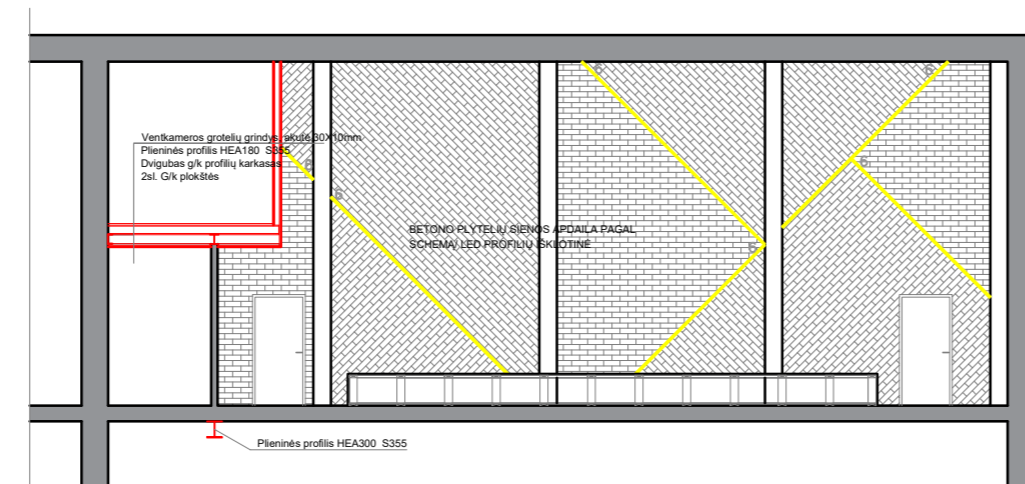 Ventkameros grotelių grindys, akutė 30X10mm
Plieninės profilis HEA180 S355
Dvigubas g/k profilių karkasas
2sl. G/k plokštės
BETONO PLYTELIŲ SIENOS APDAILA PAGAL
SCHEMĄ, LED PROFILIŲ IŠKLOTINĖ
6
6
6
6
6
6
Plieninės profilis HEA300 S355